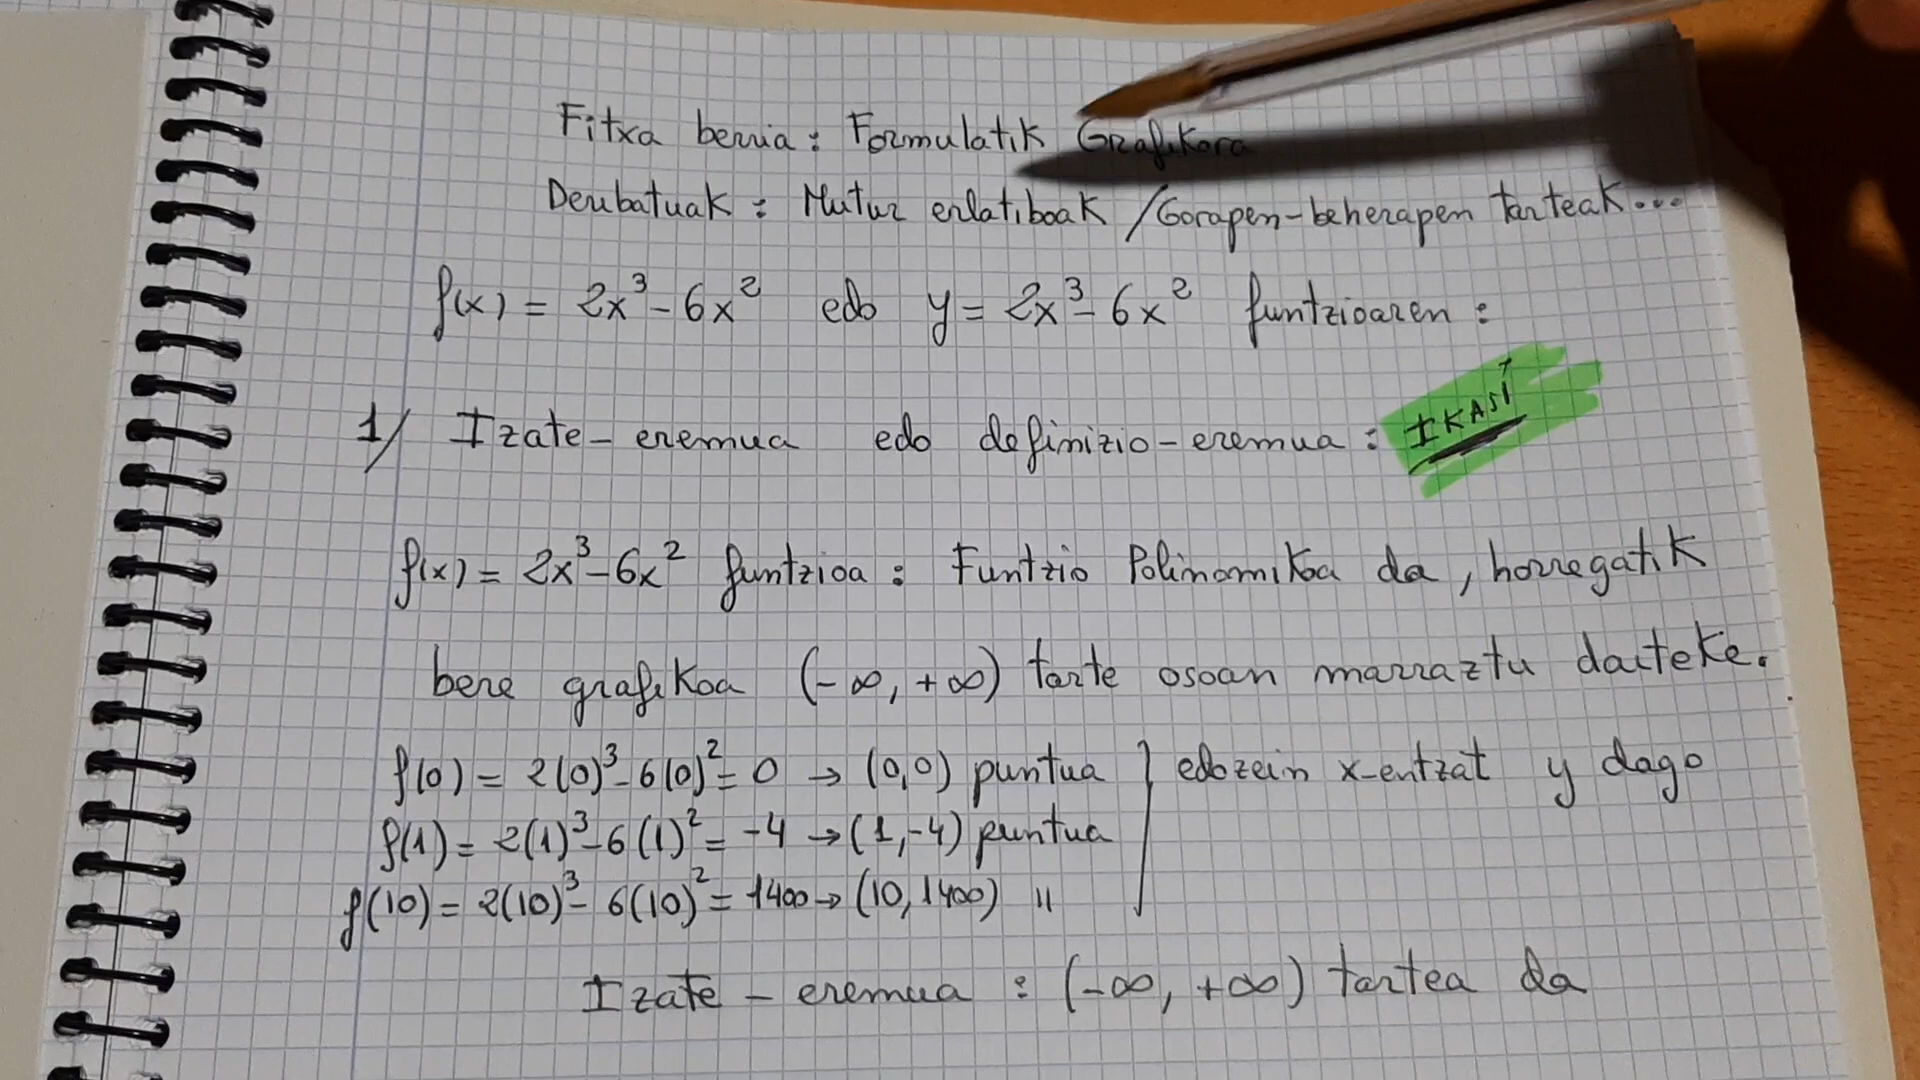 Fitxa berria: Formulatik Grafikora
Deribatuak: Mutur erlatiboak /Gorapen-beherapen tarteak...
f(x) = 2x³-6x² edo y = 2x³-6x² funtzioaren:
1/ Izate-eremua edo definizio-eremua: IKASI
f(x) = 2x³-6x² funtzioa: Funtzio Polinomikoa da, horregatik
bere grafikoa (-∞, +∞) tarte osoan marraztu daiteke.
f(0) = 2(0)³-6(0)² = 0 → (0,0) puntua } edozein x-entzat y dago
f(1) = 2(1)³-6(1)² = -4 → (1,-4) puntua
f(10) = 2(10)³-6(10)² = 1400 → (10,1400) "
Izate-eremua: (-∞, +∞) tartea da